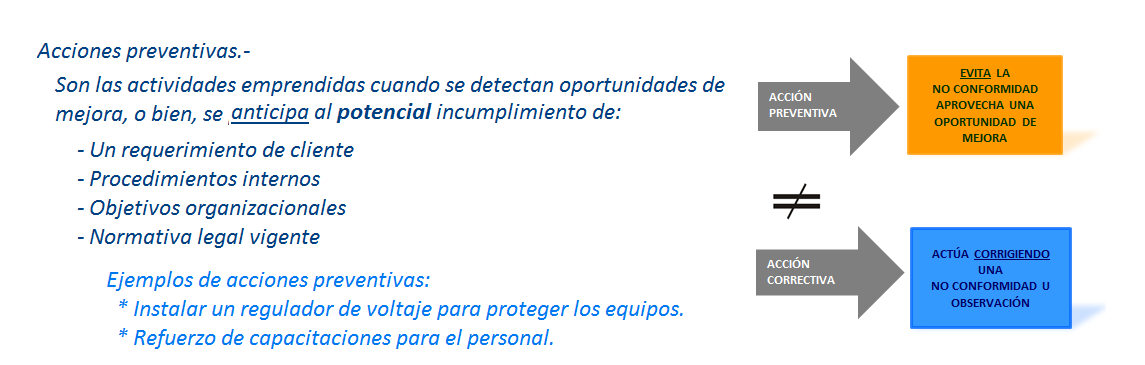 Acciones preventivas.-
Son las actividades emprendidas cuando se detectan oportunidades de
mejora, o bien, se anticipa al potencial incumplimiento de:
- Un requerimiento de cliente
- Procedimientos internos
- Objetivos organizacionales
- Normativa legal vigente
Ejemplos de acciones preventivas:
* Instalar un regulador de voltaje para proteger los equipos.
* Refuerzo de capacitaciones para el personal.
ACCIÓN
PREVENTIVA
EVITA LA
NO CONFORMIDAD
APROVECHA UNA
OPORTUNIDAD DE
MEJORA
≠
ACCIÓN
CORRECTIVA
ACTÚA CORRIGIENDO
UNA
NO CONFORMIDAD U
OBSERVACIÓN